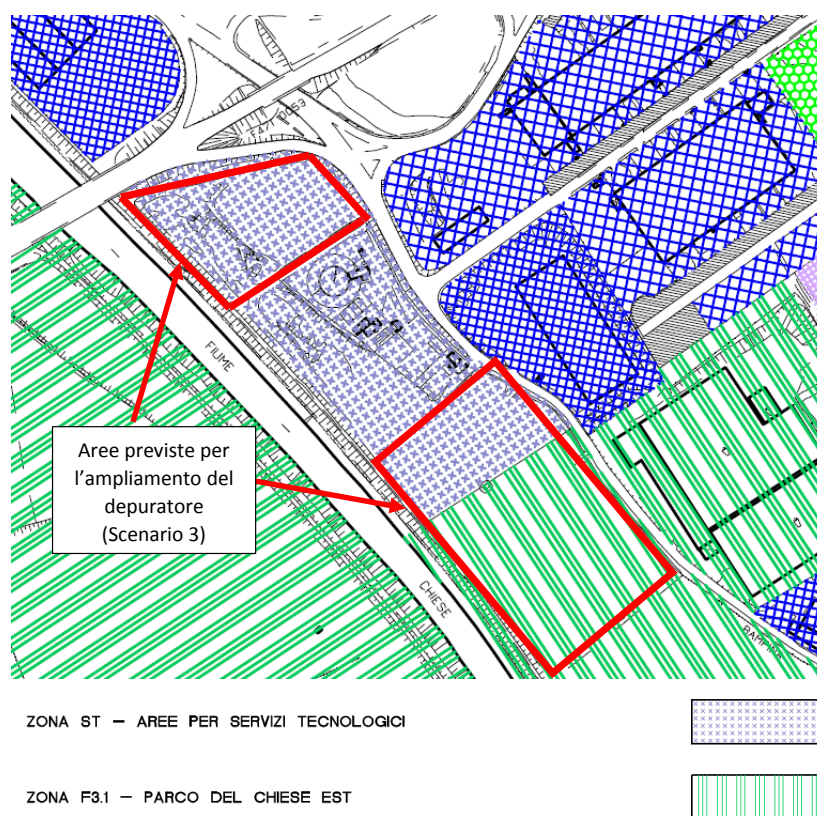 FIUME
Aree previste per
l'ampliamento del
depuratore
(Scenario 3)
CHIESE
ZONA ST – AREE PER SERVIZI TECNOLOGICI
ZONA F3.1 – PARCO DEL CHIESE EST